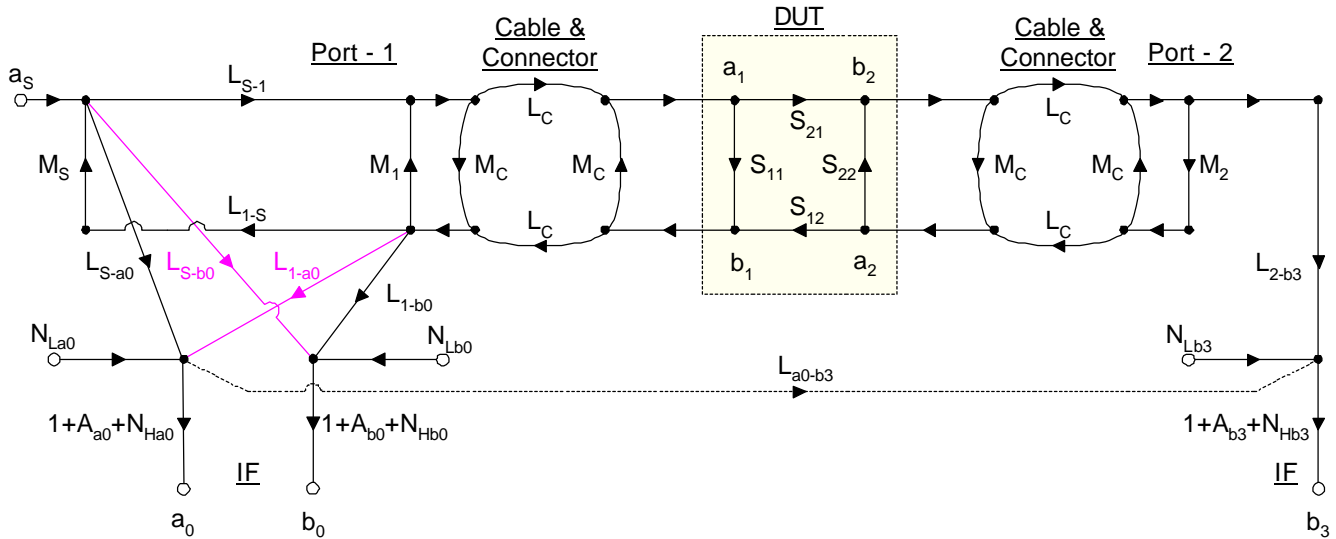 DUT
Cable &
Connector
Cable &
Connector
Port - 1
Port - 2
a_S
L_S-1
a_1
b_2
L_C
L_C
S_21
M_S
M_1
M_C
M_C
S_11
S_22
M_C
M_C
M_2
L_1-S
L_C
S_12
L_C
L_S-a0
L_S-b0
L_1-a0
b_1
a_2
L_2-b3
L_1-b0
N_La0
N_Lb0
N_Lb3
L_a0-b3
1+A_a0+N_Ha0
1+A_b0+N_Hb0
1+A_b3+N_Hb3
IF
IF
a_0
b_0
b_3